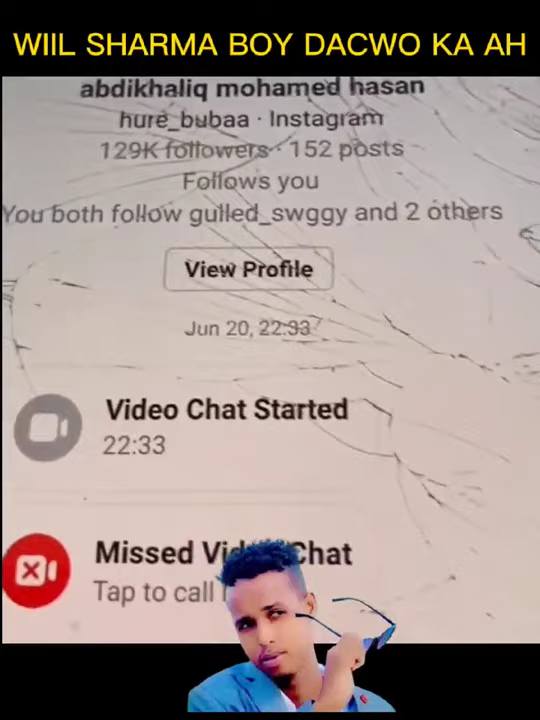 WIIL SHARMA BOY DACWO KA AH
abdikhaliq mohamed hasan
hure_bubaa · Instagram
129K followers · 152 posts
Follows you
You both follow gulled_swggy and 2 others
View Profile
Jun 20, 22:33
Video Chat Started
22:33
Missed Video Chat
Tap to call